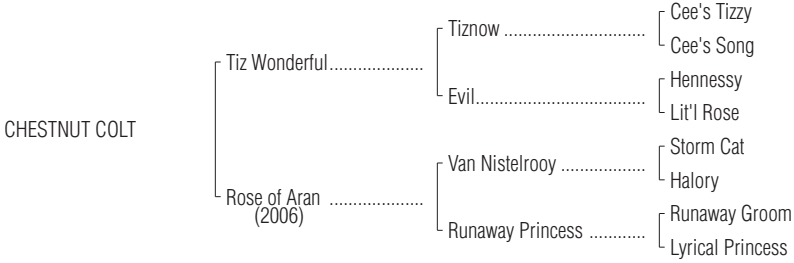 Cee's Tizzy
Tiznow ..............................
Cee's Song
Tiz Wonderful....................
Hennessy
Evil....................................
Lit'l Rose
CHESTNUT COLT
Storm Cat
Van Nistelrooy ..................
Halory
Rose of Aran ....................
(2006)
Runaway Groom
Runaway Princess ............
Lyrical Princess